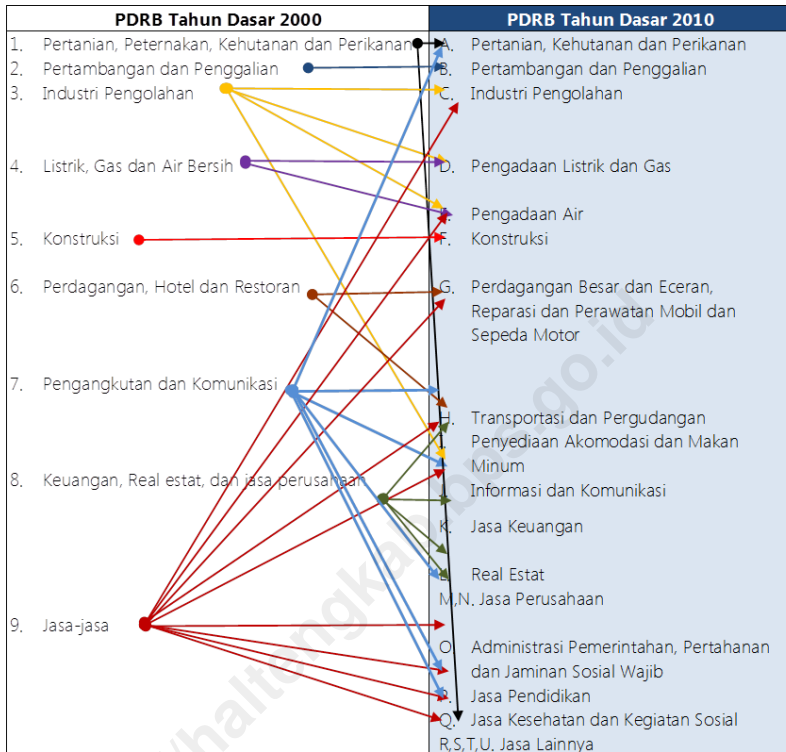 PDRB Tahun Dasar 2000
1. Pertanian, Peternakan, Kehutanan dan Perikanan
2. Pertambangan dan Penggalian
3. Industri Pengolahan
4. Listrik, Gas dan Air Bersih
5. Konstruksi
6. Perdagangan, Hotel dan Restoran
7. Pengangkutan dan Komunikasi
8. Keuangan, Real estat, dan jasa perusahaan
9. Jasa-jasa
PDRB Tahun Dasar 2010
A. Pertanian, Kehutanan dan Perikanan
B. Pertambangan dan Penggalian
C. Industri Pengolahan
D. Pengadaan Listrik dan Gas
Pengadaan Air
F. Konstruksi
G. Perdagangan Besar dan Eceran,
Reparasi dan Perawatan Mobil dan
Sepeda Motor
H. Transportasi dan Pergudangan
Penyediaan Akomodasi dan Makan
Minum
Informasi dan Komunikasi
K. Jasa Keuangan
Real Estat
M,N. Jasa Perusahaan
O Administrasi Pemerintahan, Pertahanan
dan Jaminan Sosial Wajib
Jasa Pendidikan
Q. Jasa Kesehatan dan Kegiatan Sosial
R,S,T,U. Jasa Lainnya
/haltengkab.bps.go.id